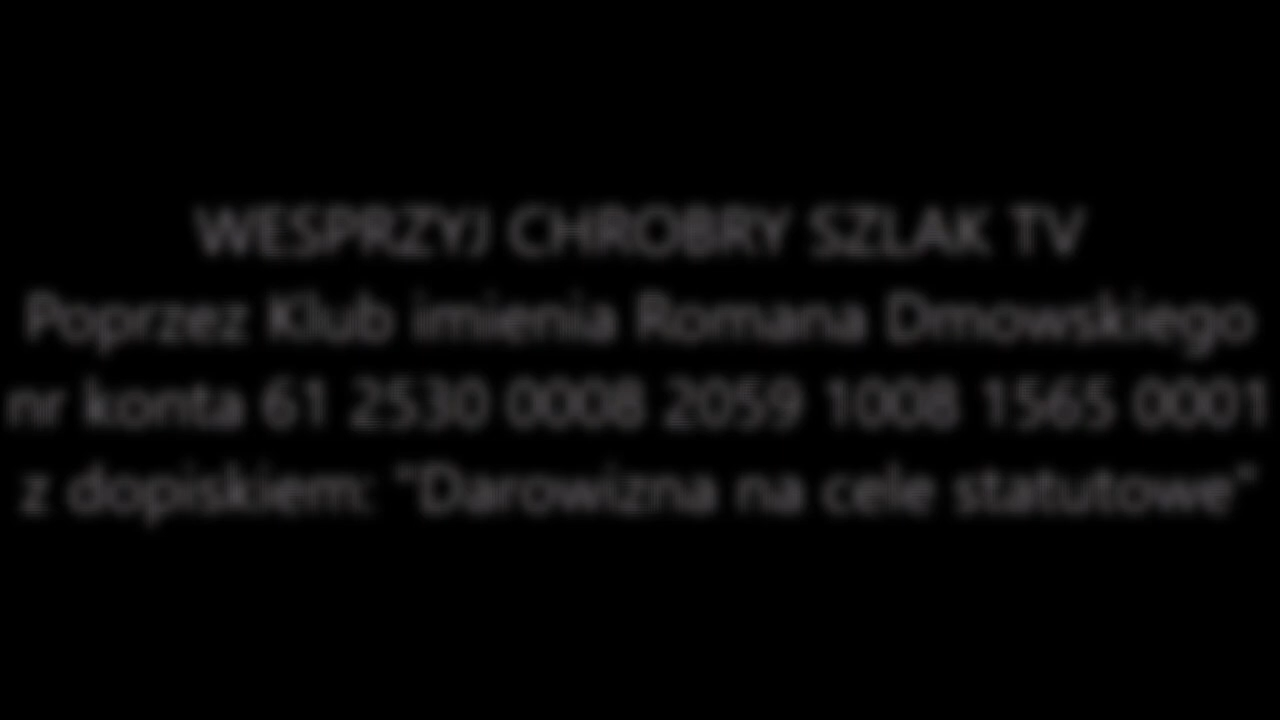 WESPRZYJ CHROBRY SZLAK TV
Poprzez Klub imienia Romana Dmowskiego
nr konta 61 2530 0008 2059 1008 1565 0001
z dopiskiem: "Darowizna na cele statutowe"